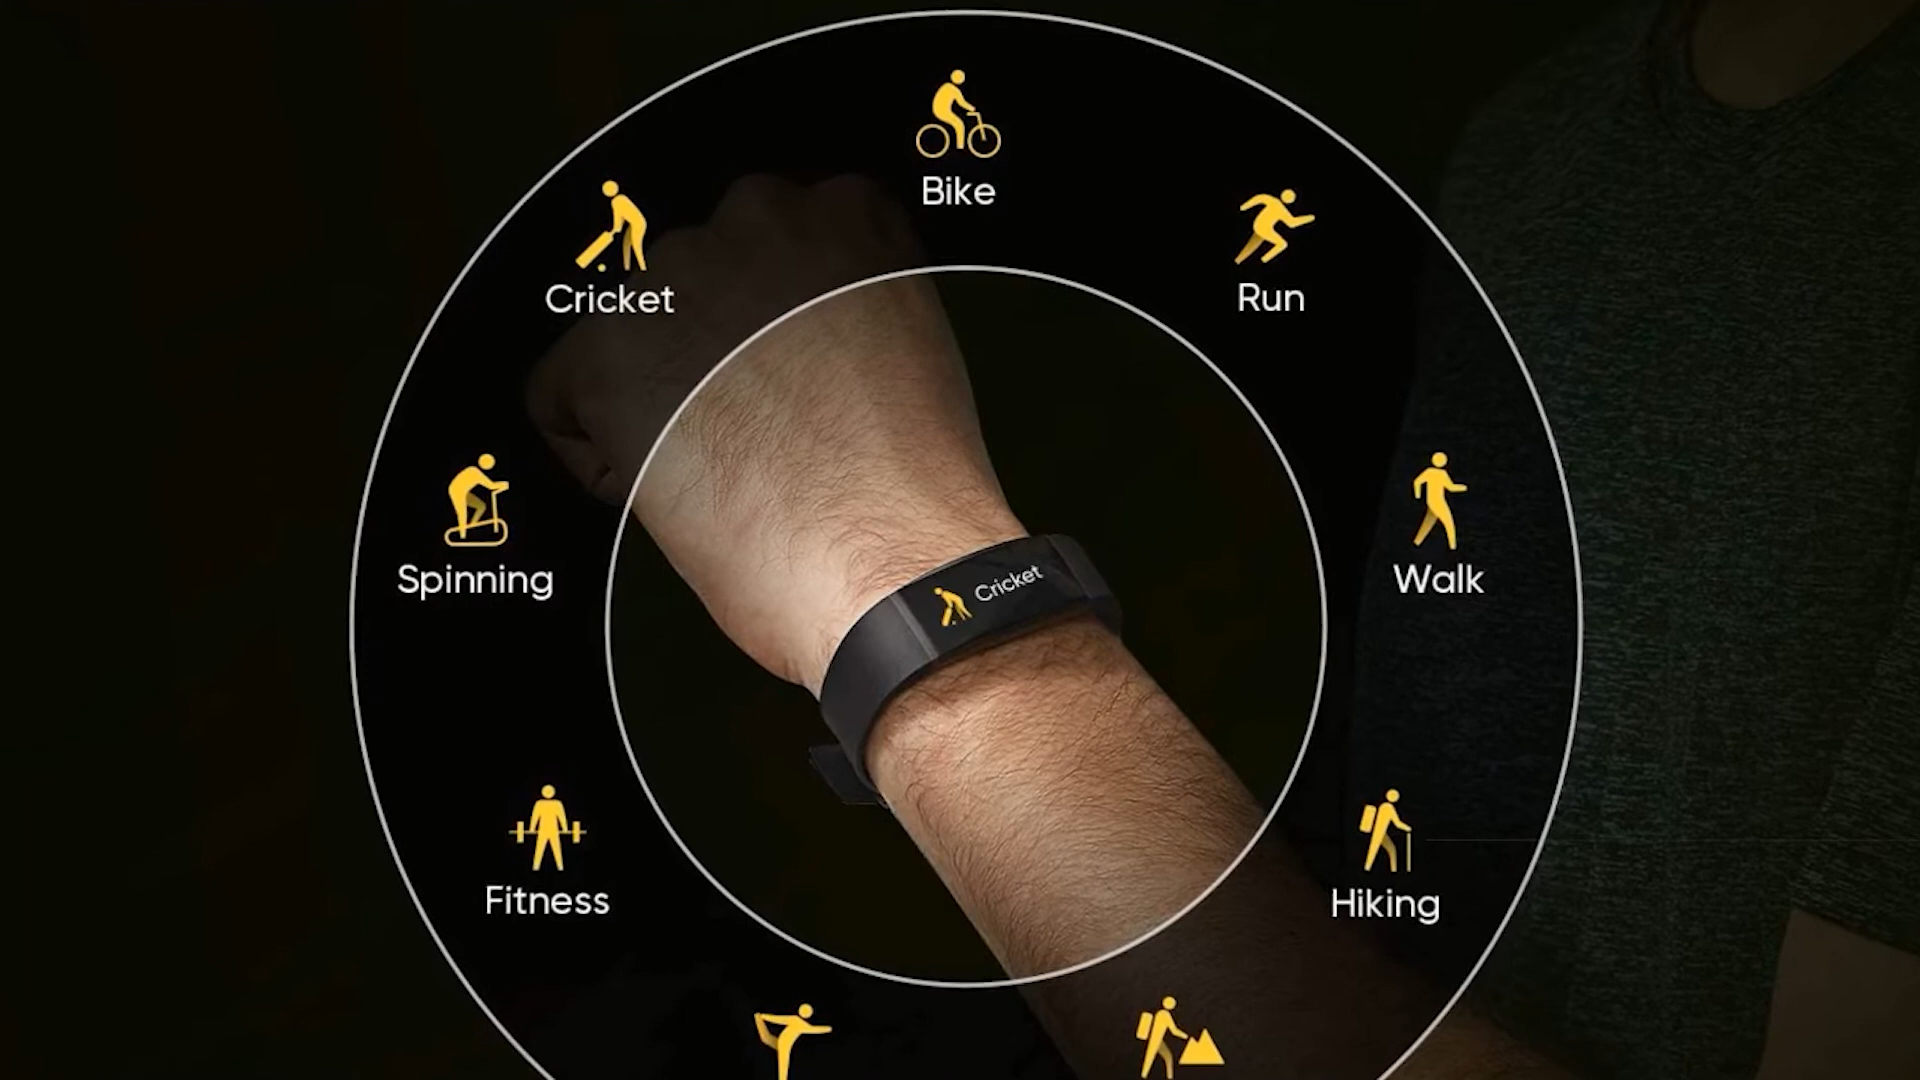 Bike
Cricket
Run
Spinning
Walk
Cricket
Fitness
Hiking